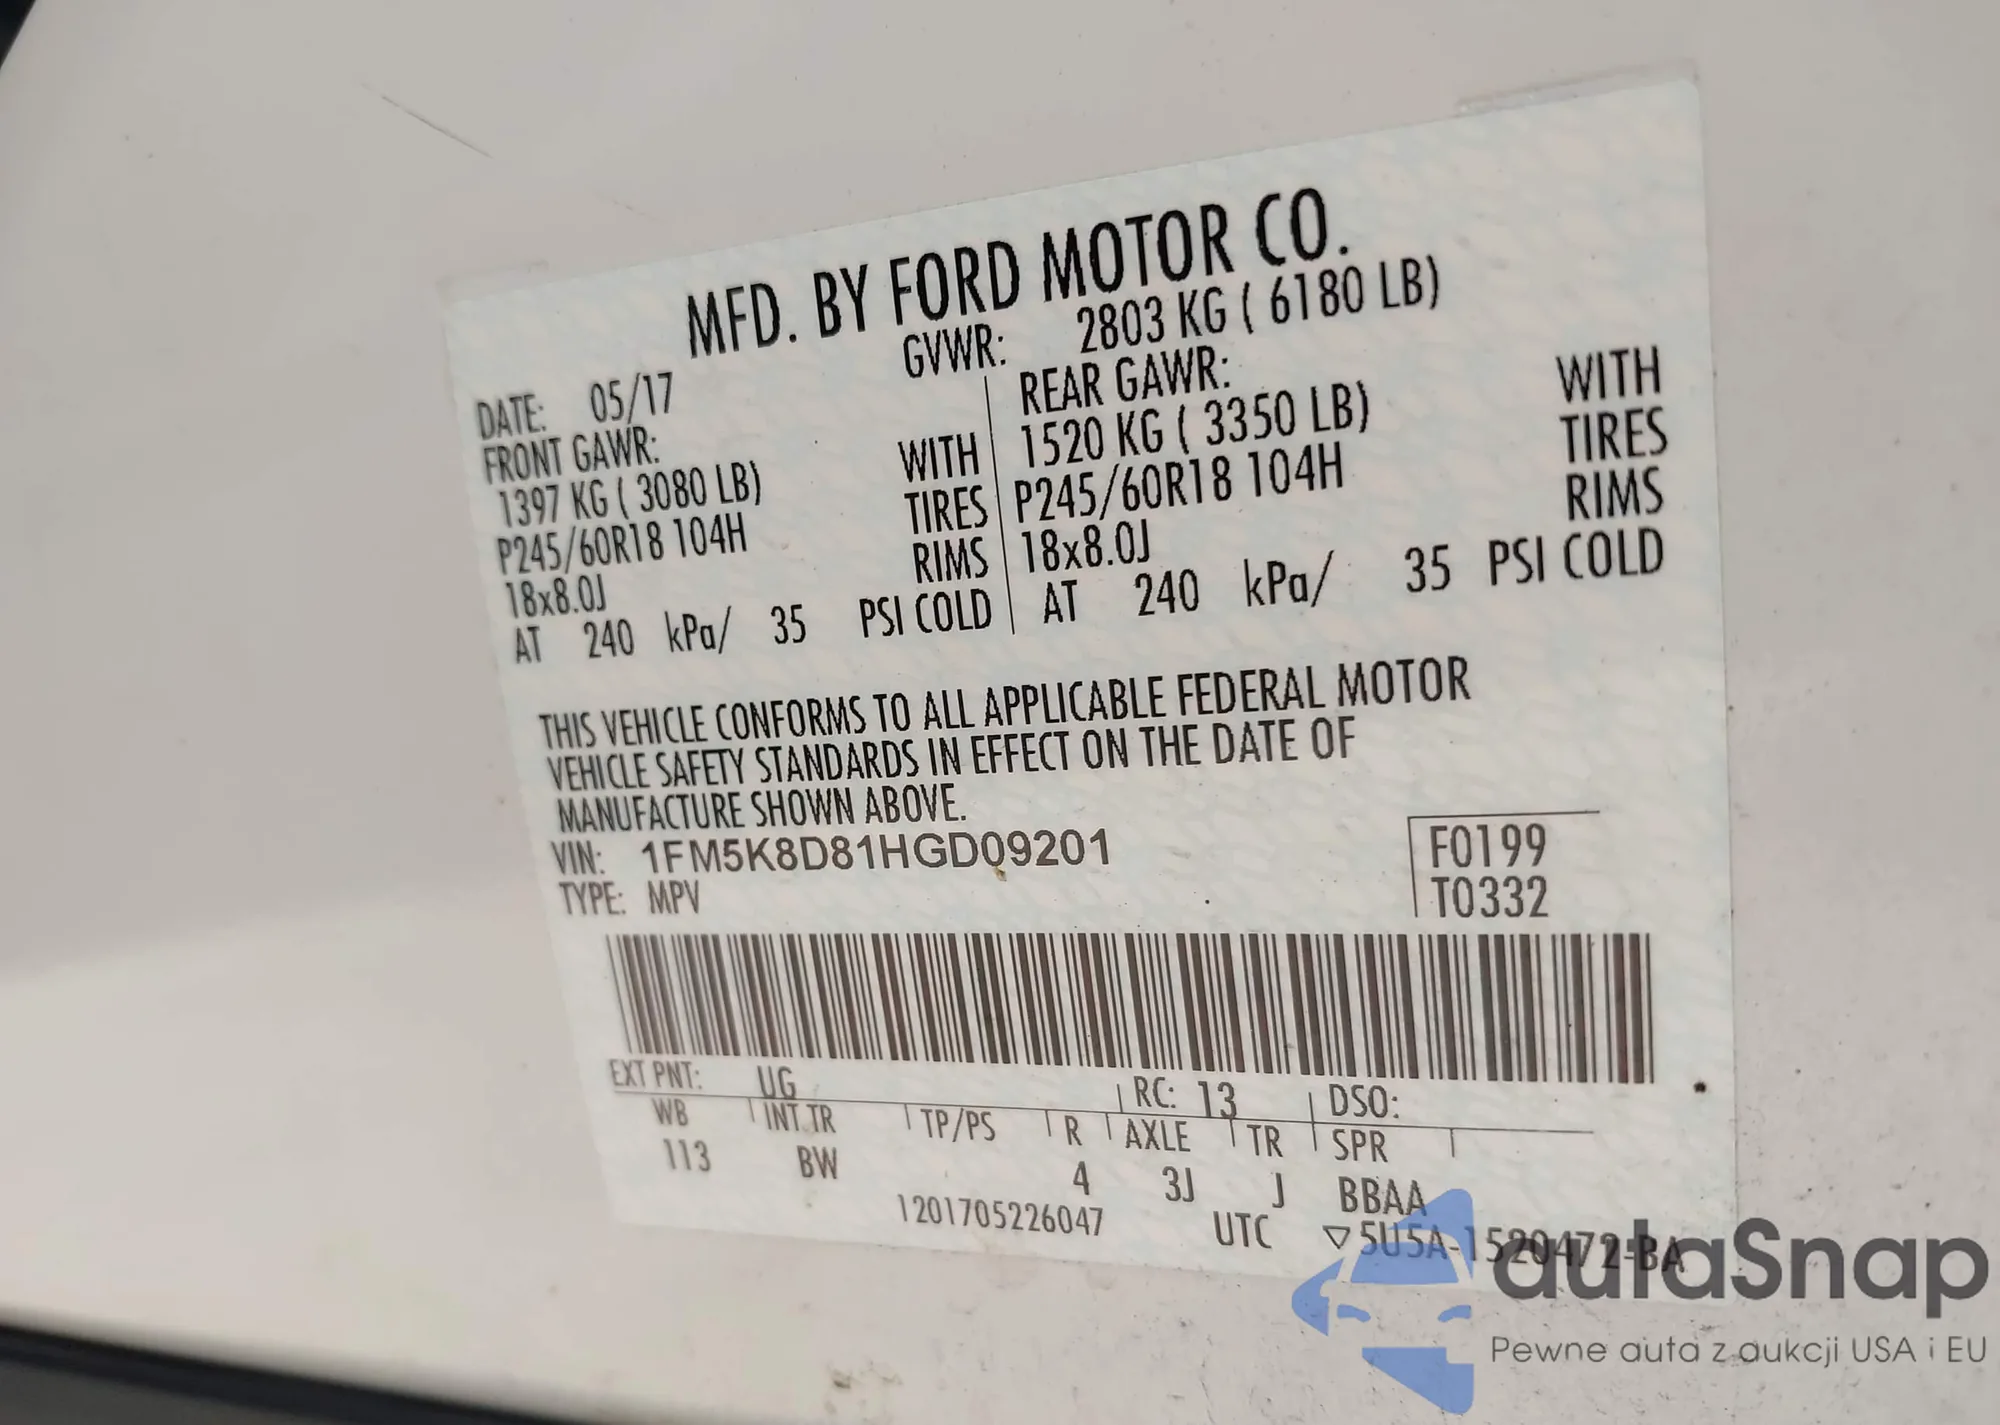 MFD. BY FORD MOTOR CO.
DATE: 05/17 GVWR: 2803 KG ( 6180 LB)
FRONT GAWR: REAR GAWR:
1397 KG ( 3080 LB) WITH 1520 KG ( 3350 LB) WITH
P245/60R18 104H TIRES P245/60R18 104H TIRES
18x8.0J RIMS 18x8.0J RIMS
AT 240 kPa/ 35 PSI COLD AT 240 kPa/ 35 PSI COLD
THIS VEHICLE CONFORMS TO ALL APPLICABLE FEDERAL MOTOR
VEHICLE SAFETY STANDARDS IN EFFECT ON THE DATE OF
MANUFACTURE SHOWN ABOVE.
VIN: 1FM5K8D81HGD09201 F0199
TYPE: MPV T0332
EXT PNT: UG RC: 13 DSO:
WB INT TR TP/PS R AXLE TR SPR
113 BW 4 3J J BBAA
1201705226047 UTC ▽5U5A-1520472-BA
autaSnap
Pewne auta z aukcji USA i EU